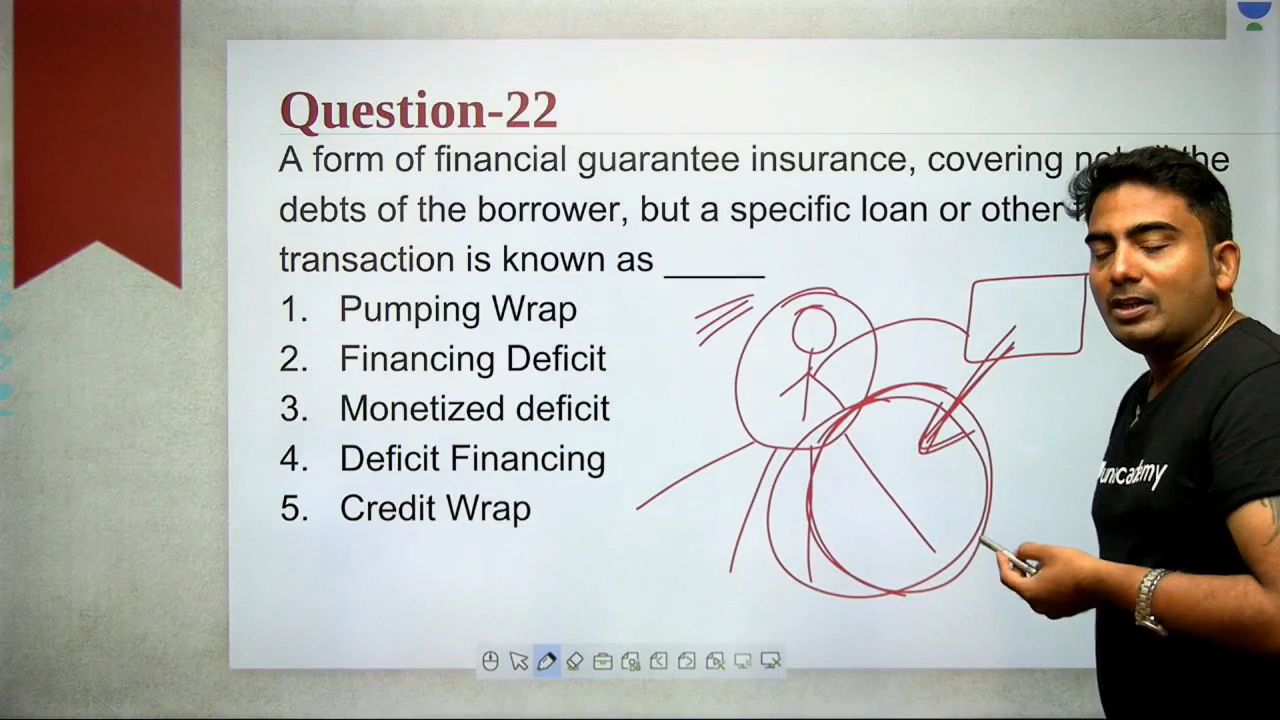 Question-22
A form of financial guarantee insurance, covering the
debts of the borrower, but a specific loan or other
transaction is known as _____
1. Pumping Wrap
2. Financing Deficit
3. Monetized deficit
4. Deficit Financing
5. Credit Wrap
unacademy